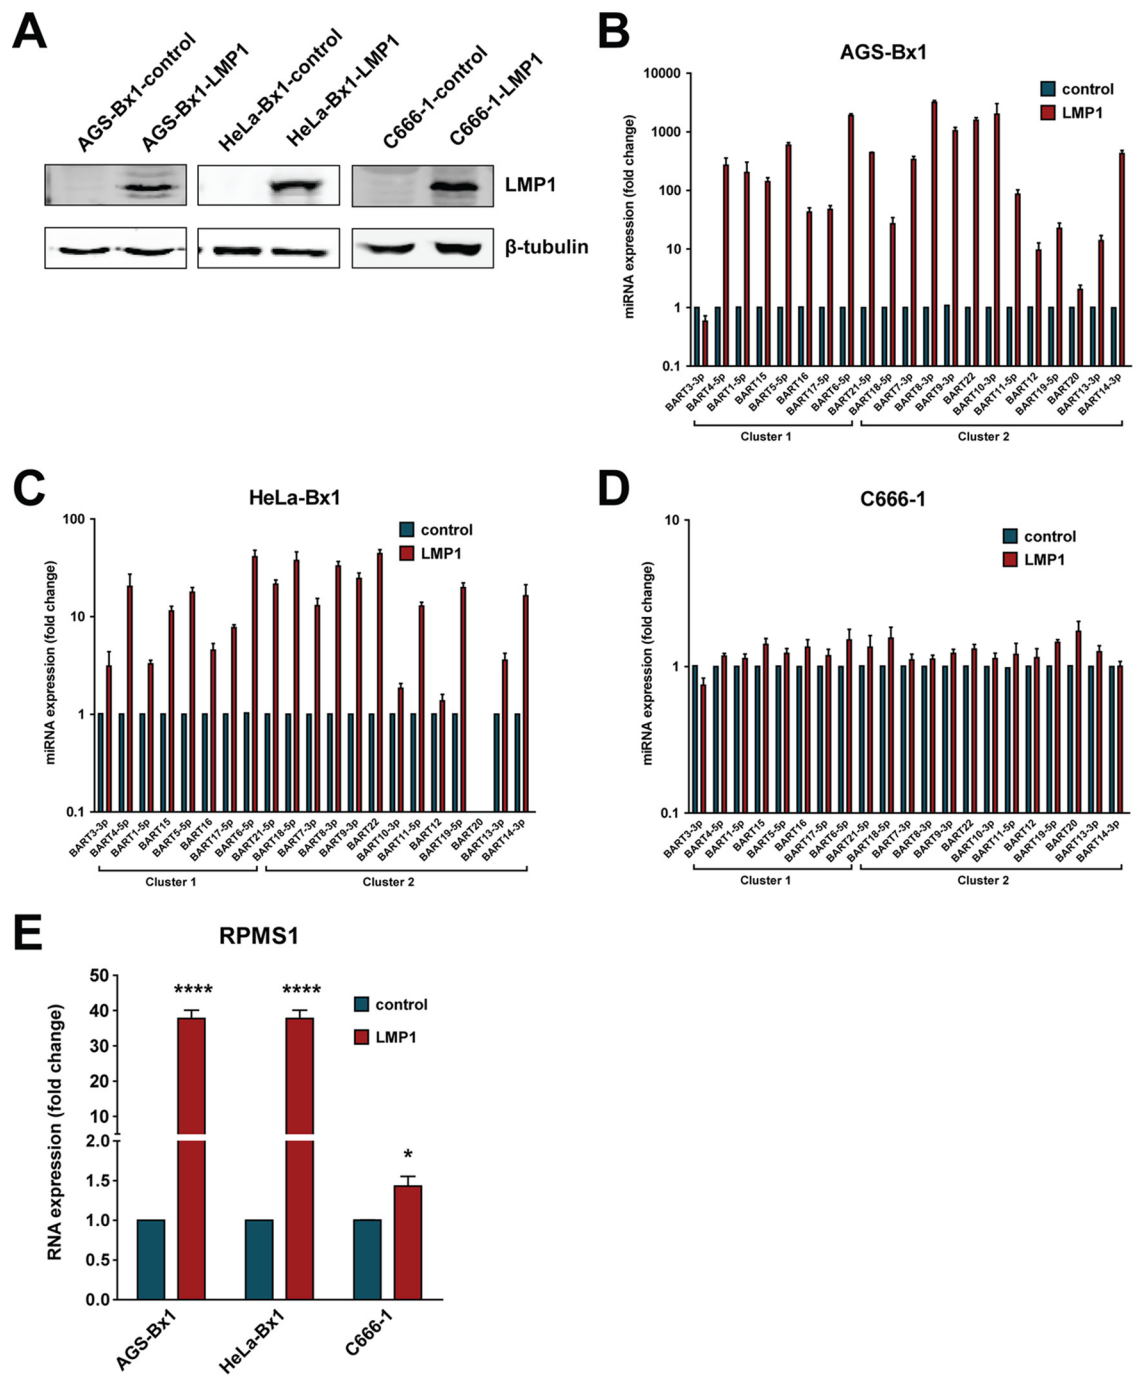 A
AGS-Bx1-control
AGS-Bx1-LMP1
HeLa-Bx1-control
HeLa-Bx1-LMP1
C666-1-control
C666-1-LMP1
LMP1
β-tubulin
B
AGS-Bx1
miRNA expression (fold change)
10000
1000
100
10
1
0.1
control
LMP1
BART3-3p
BART4-5p
BART1-5p
BART15
BART5-5p
BART16
BART17-5p
BART6-5p
BART21-5p
BART18-5p
BART7-3p
BART8-3p
BART9-3p
BART22
BART10-3p
BART11-5p
BART12
BART19-5p
BART20
BART13-3p
BART14-3p
Cluster 1
Cluster 2
C
HeLa-Bx1
miRNA expression (fold change)
100
10
1
0.1
control
LMP1
BART3-3p
BART4-5p
BART1-5p
BART15
BART5-5p
BART16
BART17-5p
BART6-5p
BART21-5p
BART18-5p
BART7-3p
BART8-3p
BART9-3p
BART22
BART10-3p
BART11-5p
BART12
BART19-5p
BART20
BART13-3p
BART14-3p
Cluster 1
Cluster 2
D
C666-1
miRNA expression (fold change)
10
1
0.1
control
LMP1
BART3-3p
BART4-5p
BART1-5p
BART15
BART5-5p
BART16
BART17-5p
BART6-5p
BART21-5p
BART18-5p
BART7-3p
BART8-3p
BART9-3p
BART22
BART10-3p
BART11-5p
BART12
BART19-5p
BART20
BART13-3p
BART14-3p
Cluster 1
Cluster 2
E
RPMS1
RNA expression (fold change)
50
40
30
20
10
2.0
1.5
1.0
0.5
0.0
****
****
*
control
LMP1
AGS-Bx1
HeLa-Bx1
C666-1